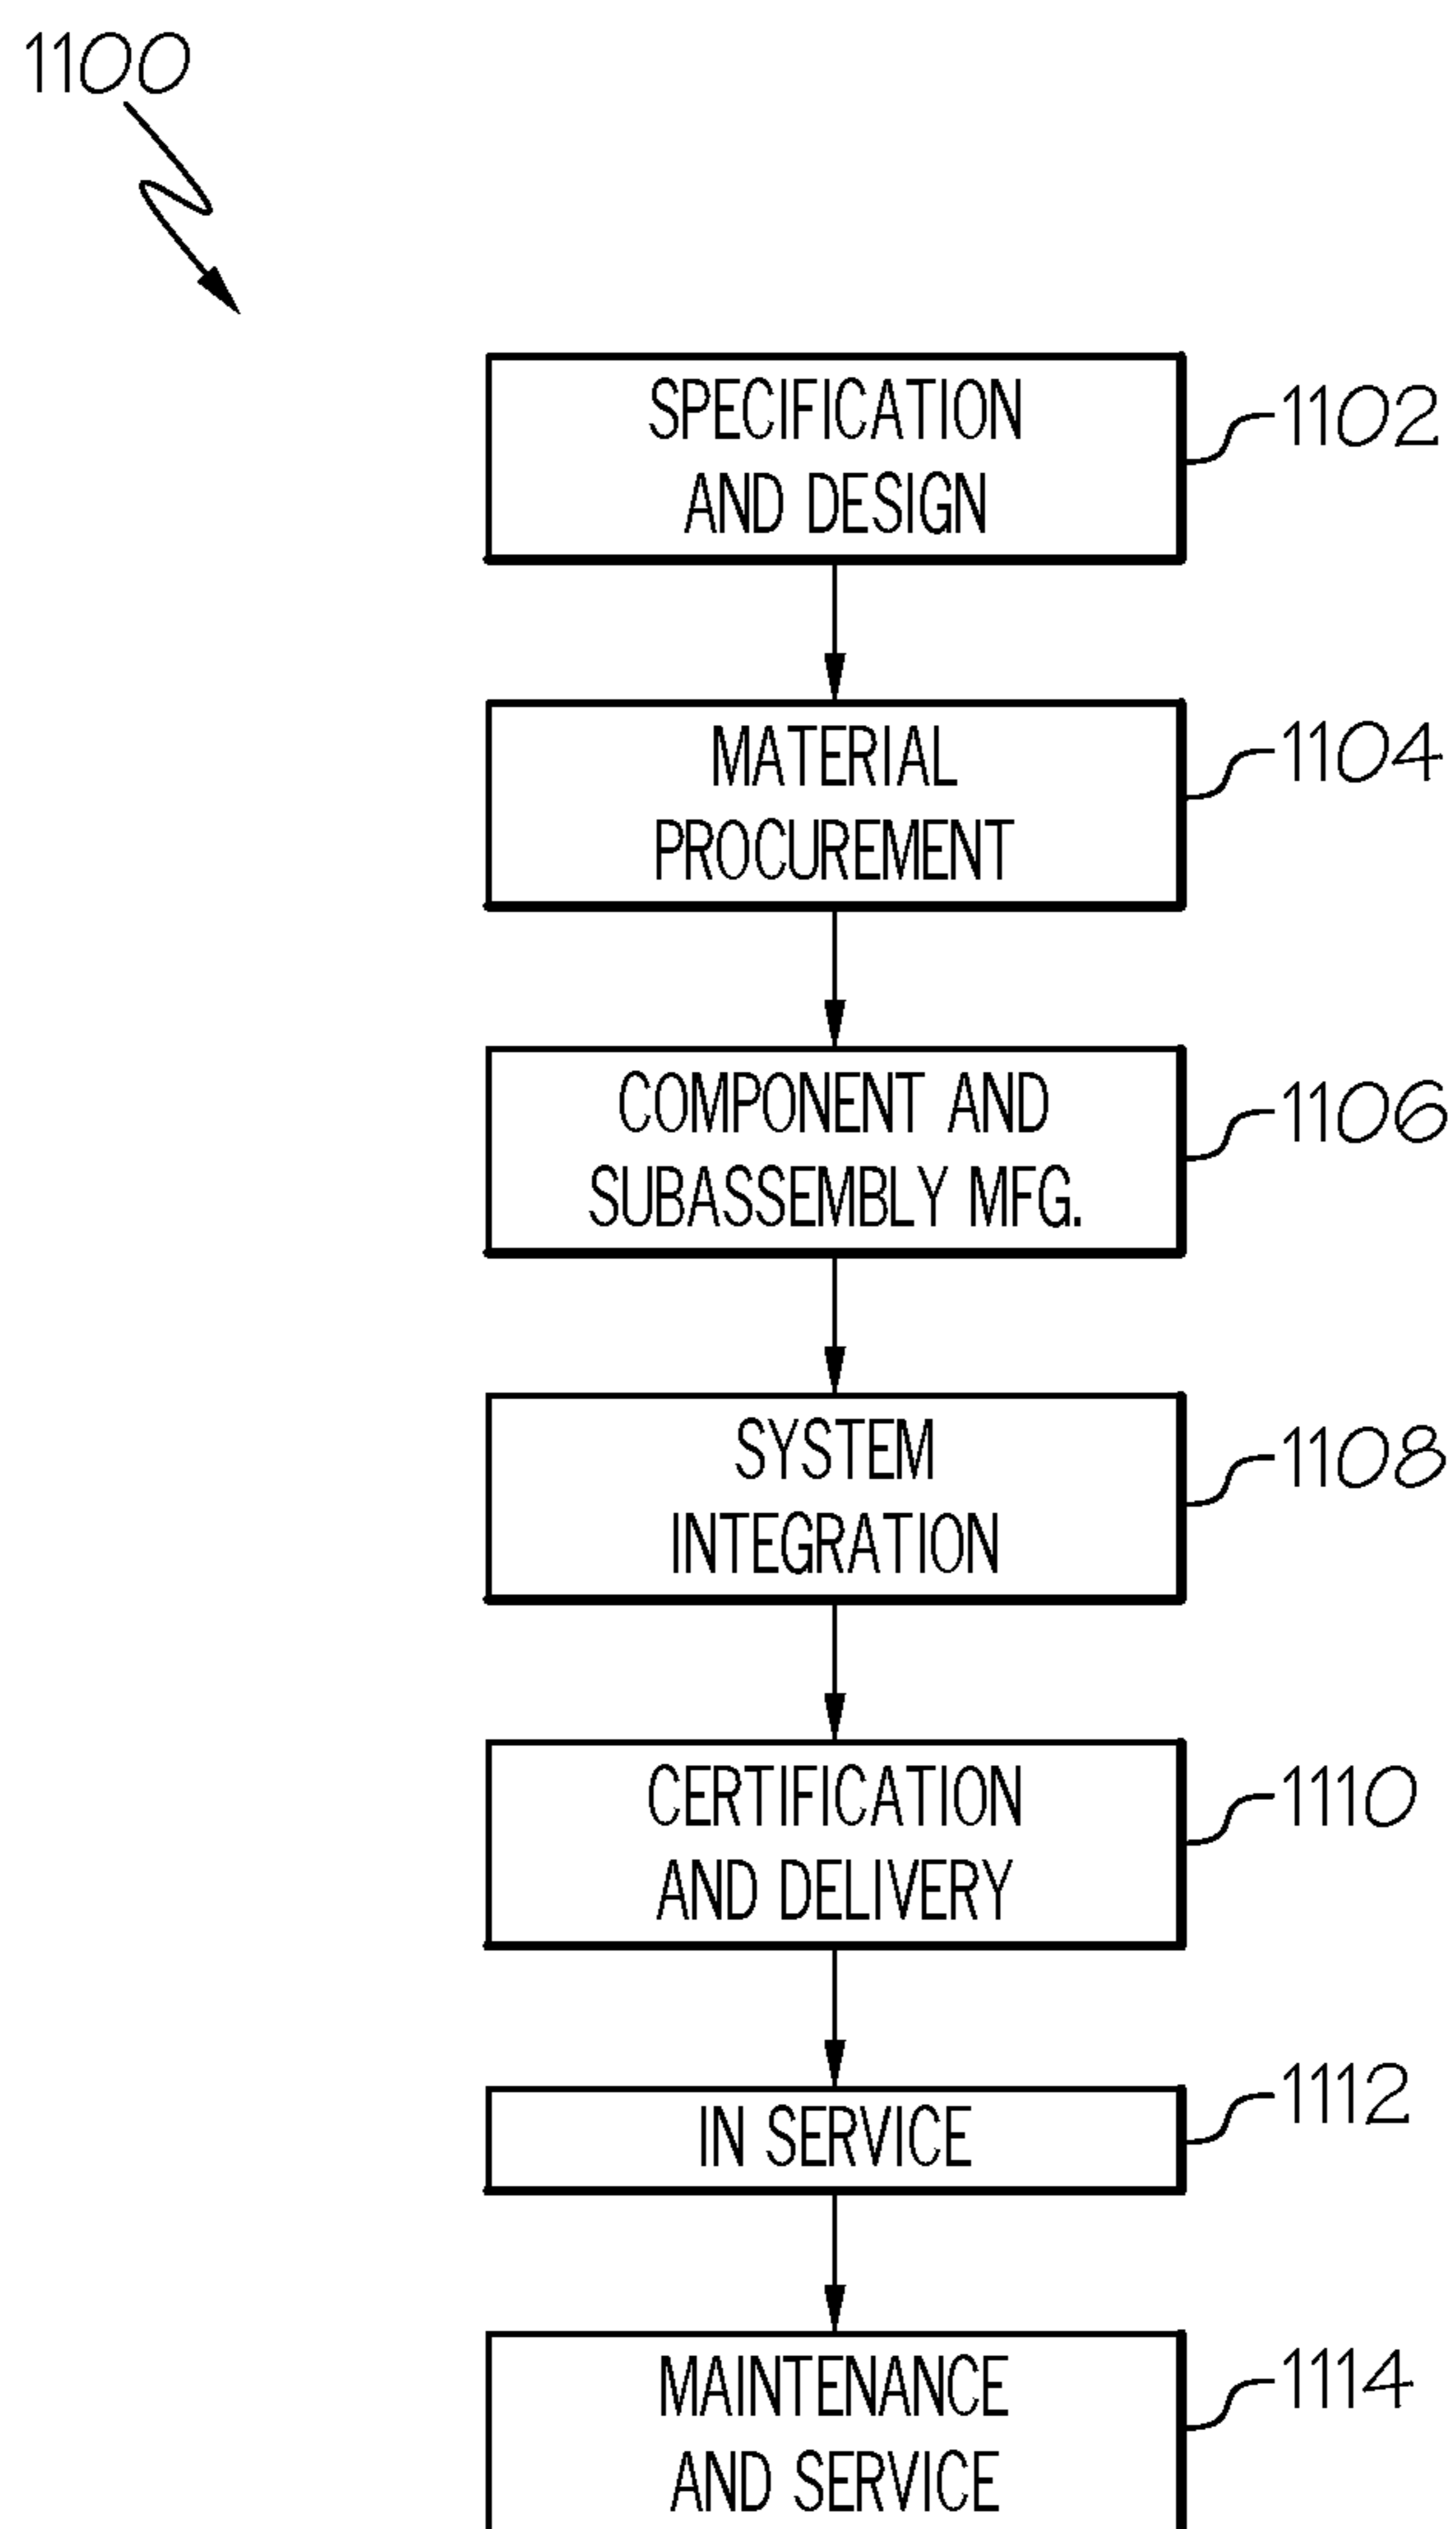 1100
SPECIFICATION
AND DESIGN
1102
MATERIAL
PROCUREMENT
1104
COMPONENT AND
SUBASSEMBLY MFG.
1106
SYSTEM
INTEGRATION
1108
CERTIFICATION
AND DELIVERY
1110
IN SERVICE
1112
MAINTENANCE
AND SERVICE
1114